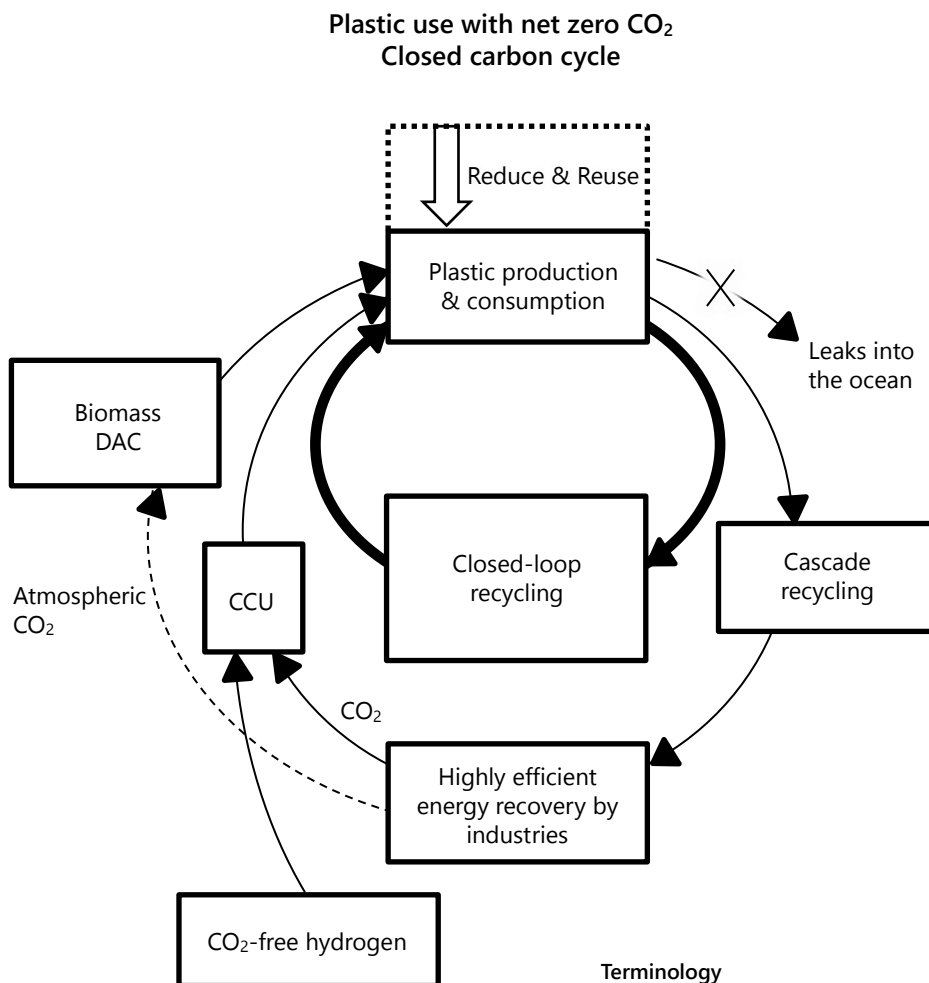 Plastic use with net zero CO₂
Closed carbon cycle
Reduce & Reuse
Plastic production
& consumption
Leaks into
the ocean
Biomass
DAC
Closed-loop
recycling
Cascade
recycling
CCU
Atmospheric
CO₂
CO₂
Highly efficient
energy recovery by
industries
CO₂-free hydrogen
Terminology